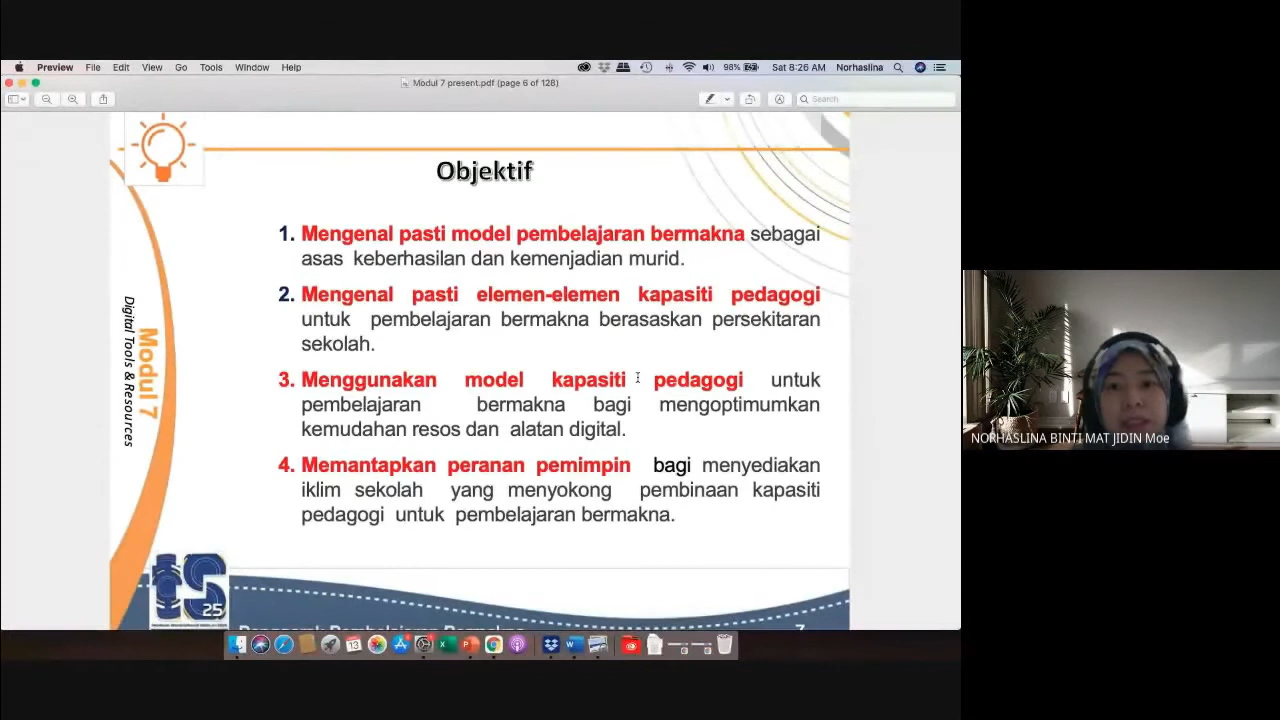 Preview File Edit View Go Tools Window Help 98% Sat 8:26 AM Norhaslina
Modul 7 present.pdf (page 6 of 128)
Search
Objektif
1. Mengenal pasti model pembelajaran bermakna sebagai
asas keberhasilan dan kemenjadian murid.
2. Mengenal pasti elemen-elemen kapasiti pedagogi
untuk pembelajaran bermakna berasaskan persekitaran
sekolah.
3. Menggunakan model kapasiti pedagogi untuk
pembelajaran bermakna bagi mengoptimumkan
kemudahan resos dan alatan digital.
4. Memantapkan peranan pemimpin bagi menyediakan
iklim sekolah yang menyokong pembinaan kapasiti
pedagogi untuk pembelajaran bermakna.
Modul 7
Digital Tools & Resources
TS
25
7
13
NORHASLINA BINTI MAT JIDIN Moe